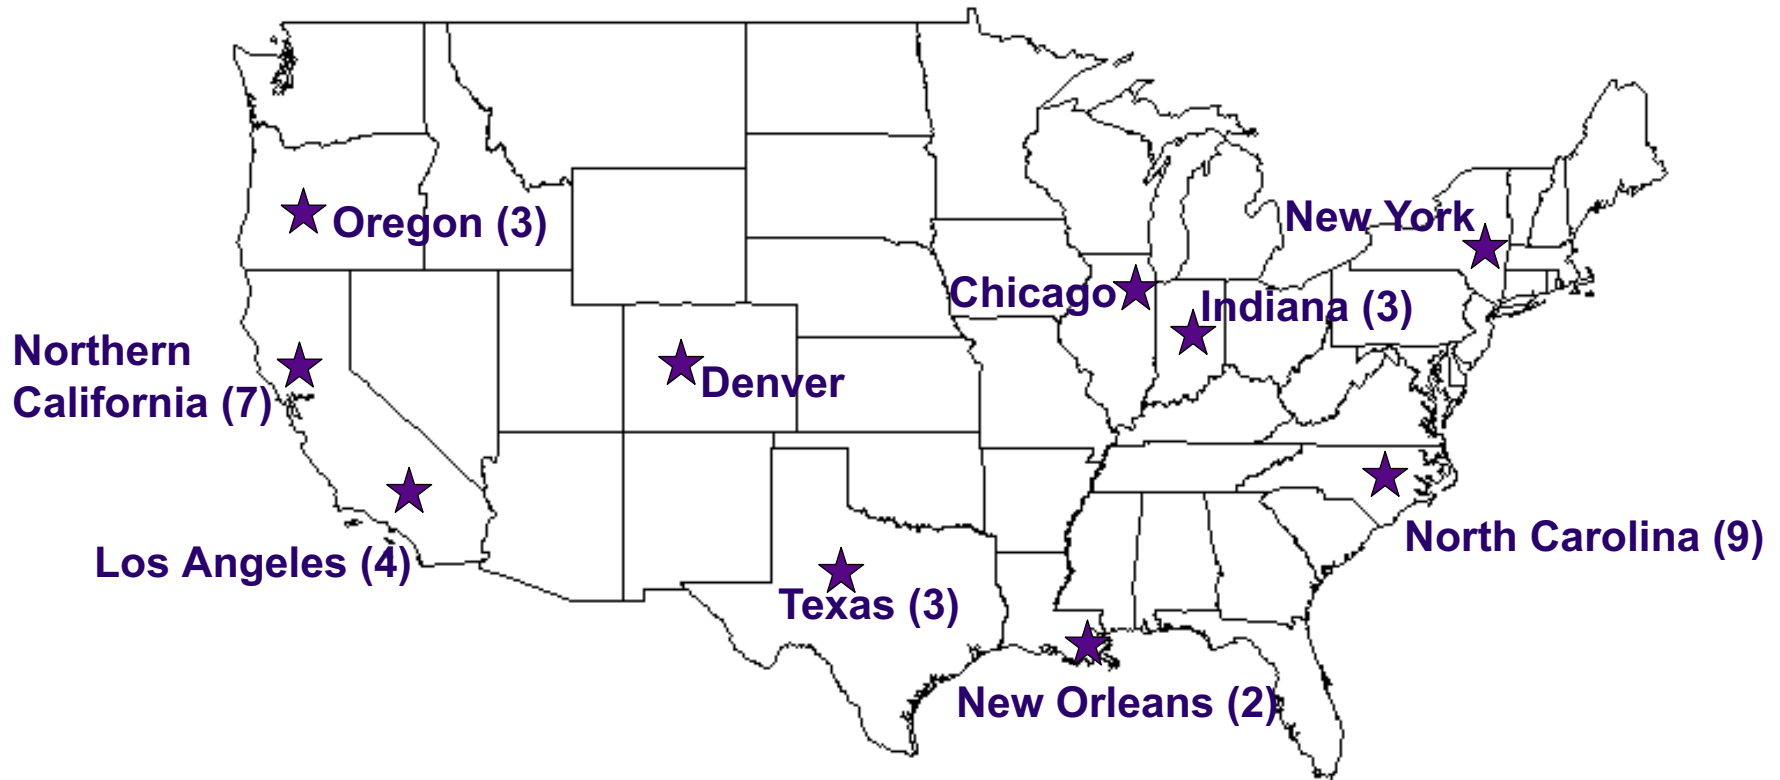 New York
Oregon (3)
Chicago
Indiana (3)
Northern
California (7)
Denver
North Carolina (9)
Los Angeles (4)
Texas (3)
New Orleans (2)